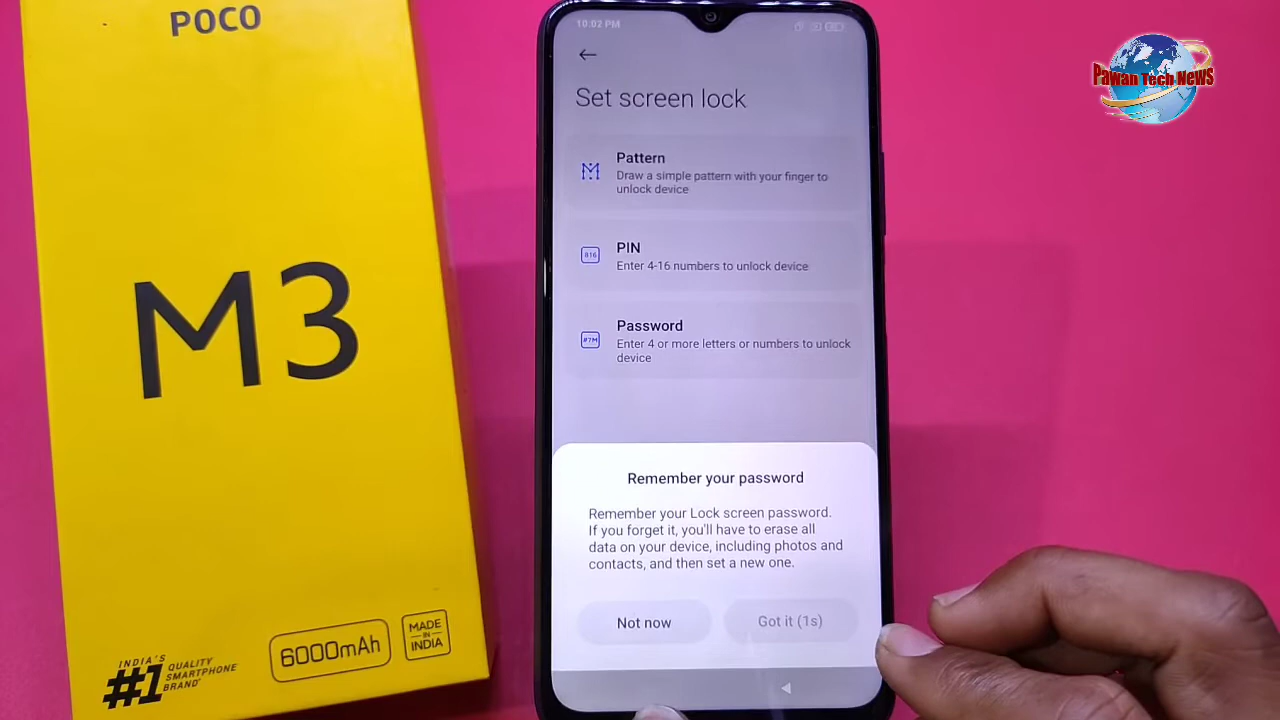 POCO
M3
INDIA'S
#1 QUALITY
SMARTPHONE
BRAND*
6000mAh
MADE
IN
INDIA
10:02 PM
Set screen lock
Pattern
Draw a simple pattern with your finger to
unlock device
PIN
Enter 4-16 numbers to unlock device
Password
Enter 4 or more letters or numbers to unlock
device
Remember your password
Remember your Lock screen password.
If you forget it, you'll have to erase all
data on your device, including photos and
contacts, and then set a new one.
Not now
Got it (1s)
Pawan Tech News